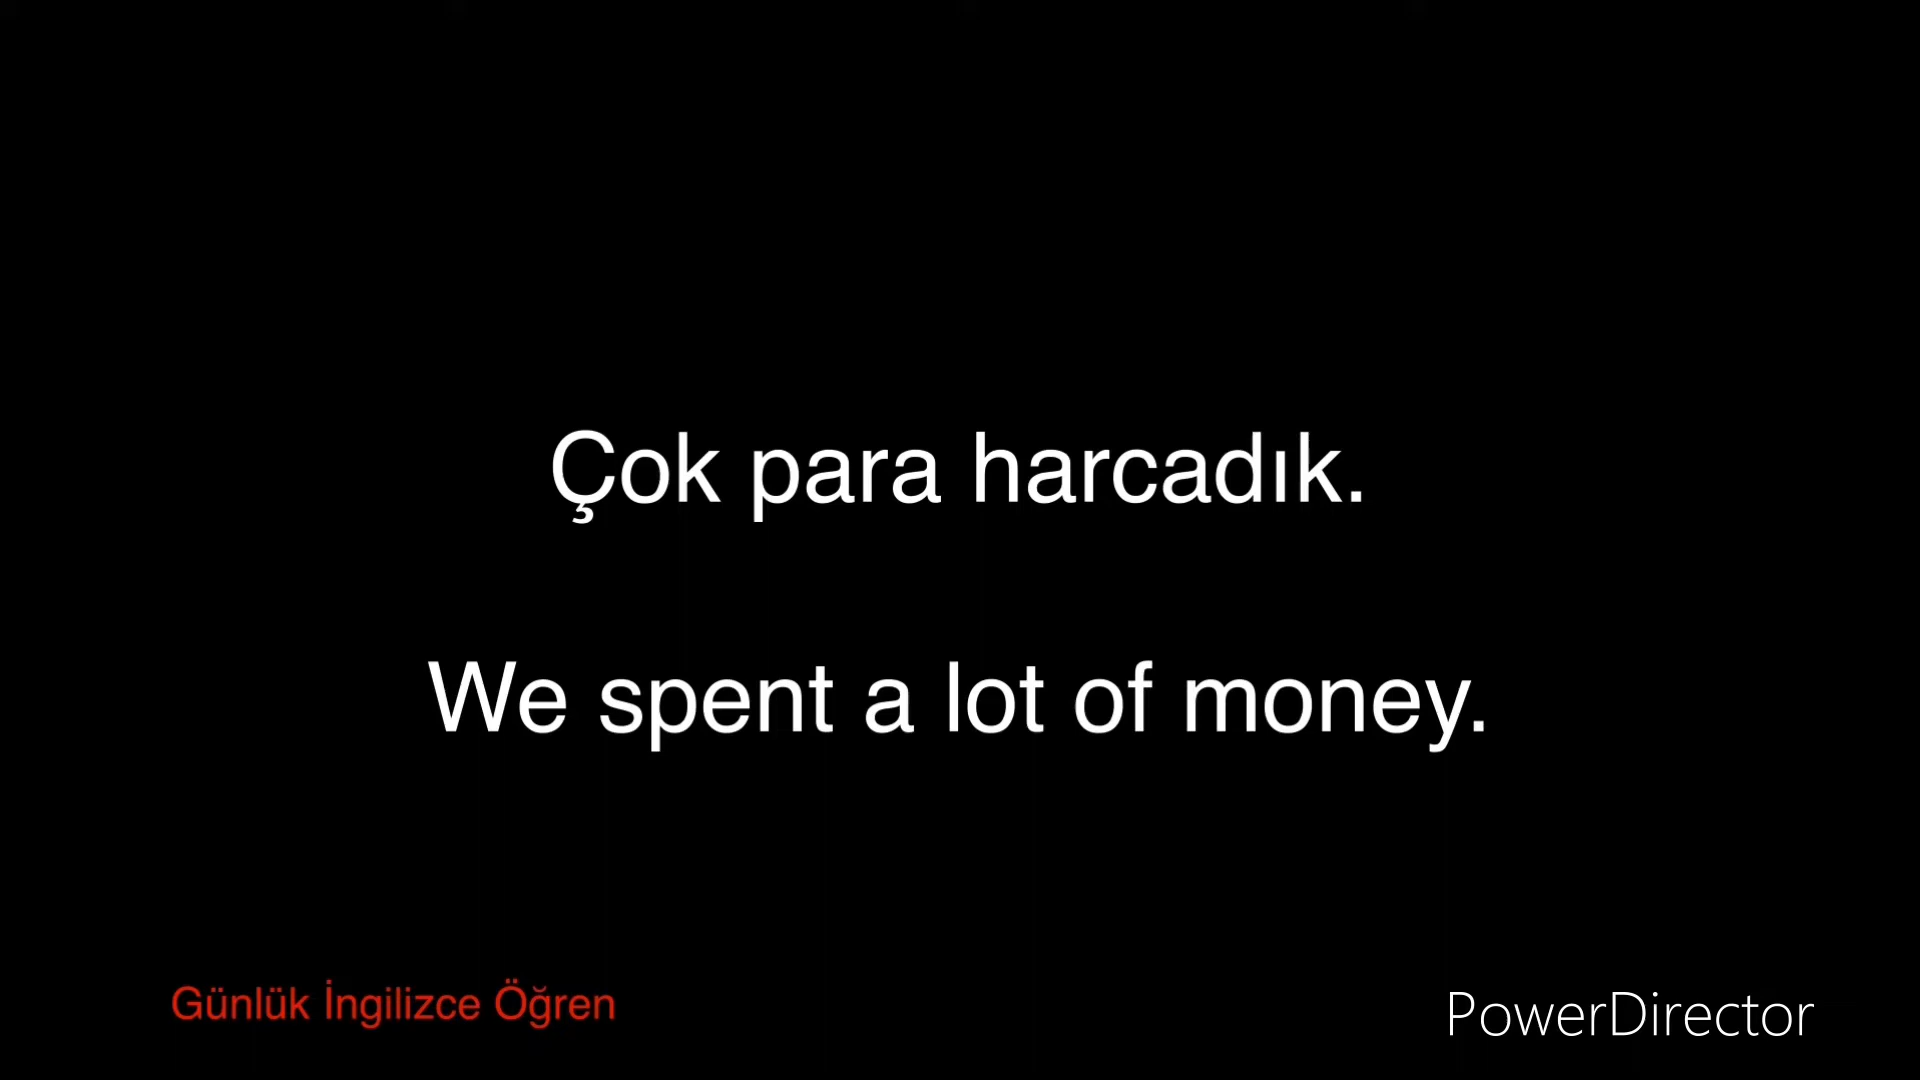 Çok para harcadık.
We spent a lot of money.
Günlük İngilizce Öğren
PowerDirector